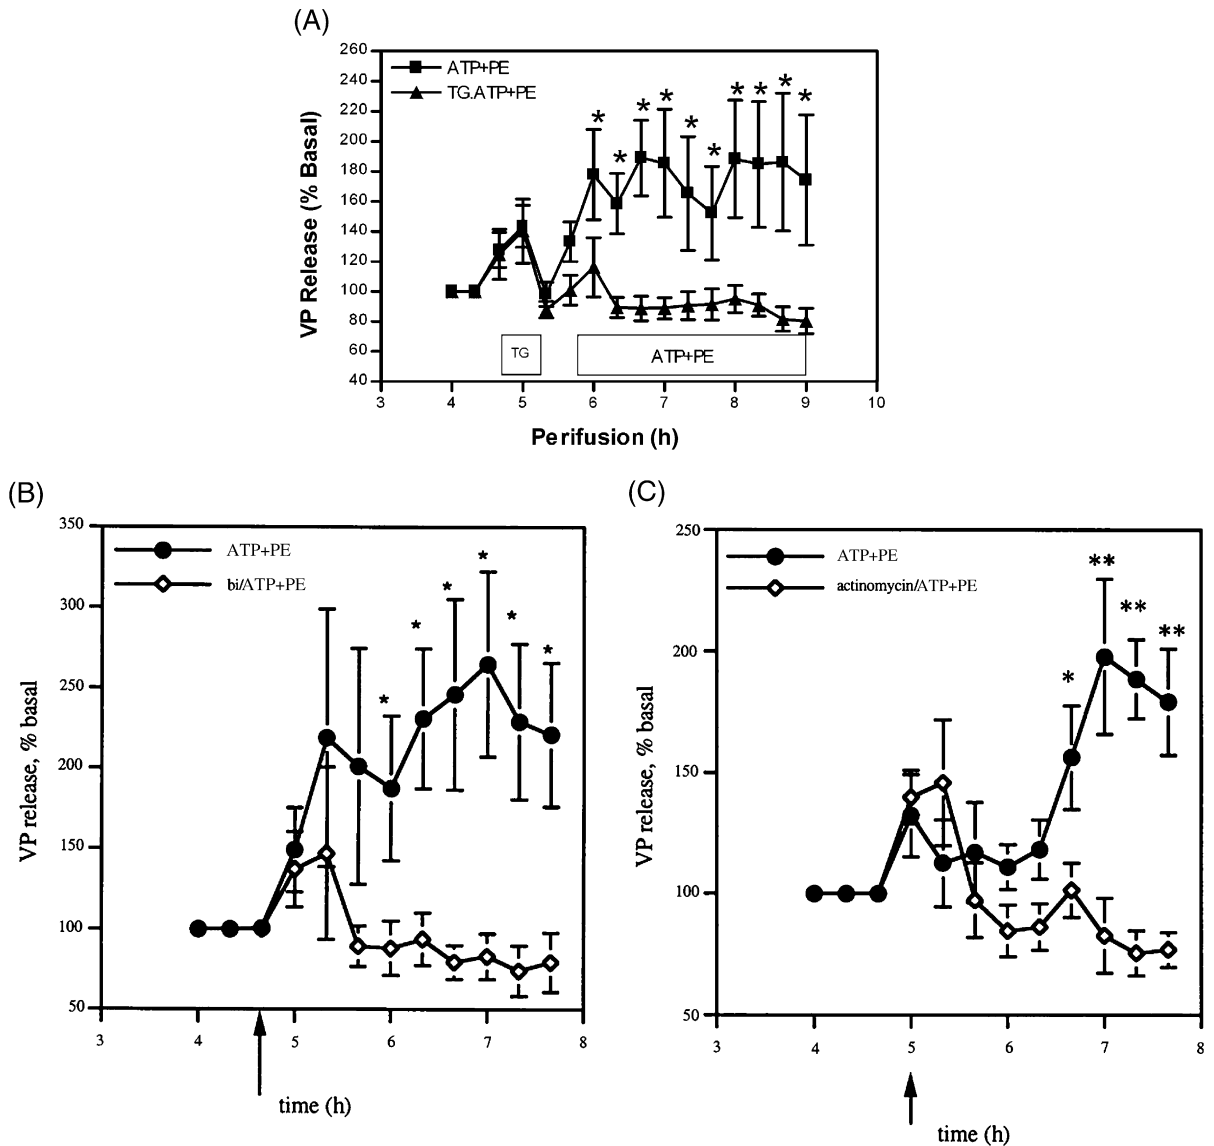 (A)
260
240
220
200
180
160
140
120
100
80
60
40
VP Release (% Basal)
ATP+PE
TG.ATP+PE
* * * * * * * * * *
TG
ATP+PE
3 4 5 6 7 8 9 10
Perifusion (h)
(B)
350
300
250
200
150
100
50
VP release, % basal
ATP+PE
bi/ATP+PE
* * * * * *
3 4 5 6 7 8
time (h)
(C)
250
200
150
100
50
VP release, % basal
ATP+PE
actinomycin/ATP+PE
* ** ** **
3 4 5 6 7 8
time (h)